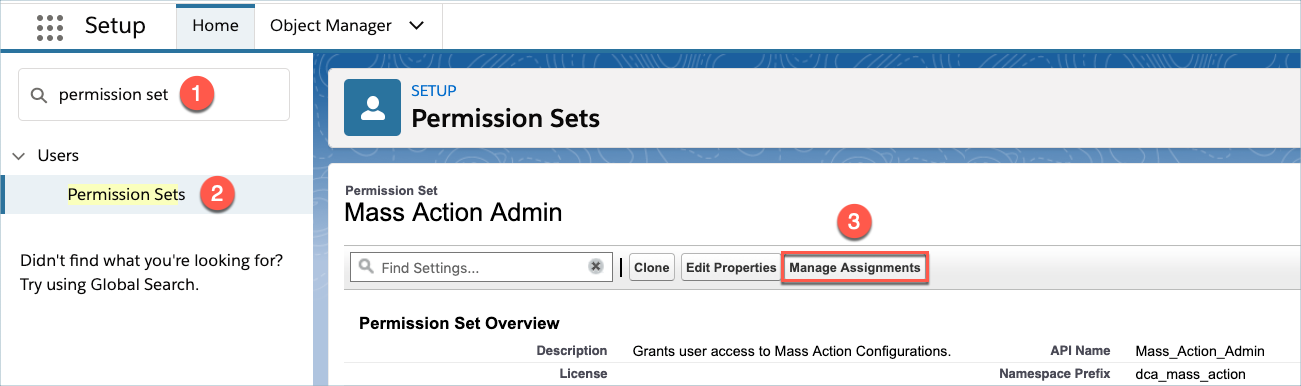 Setup Home Object Manager
permission set 1
Users
Permission Sets 2
Didn't find what you're looking for?
Try using Global Search.
SETUP
Permission Sets
Permission Set
Mass Action Admin
3
Find Settings... Clone Edit Properties Manage Assignments
Permission Set Overview
Description Grants user access to Mass Action Configurations. API Name Mass_Action_Admin
License Namespace Prefix dca_mass_action